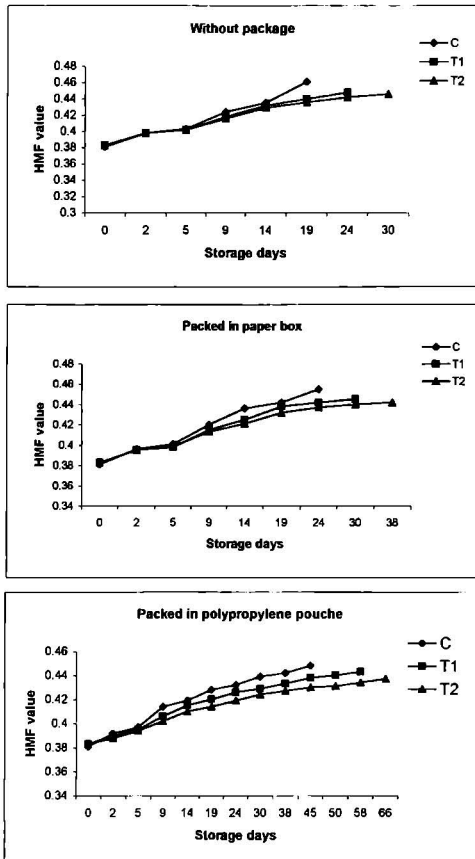 Without package
C
T1
T2
HMF value
0.48
0.46
0.44
0.42
0.4
0.38
0.36
0.34
0.32
0.3
0 2 5 9 14 19 24 30
Storage days
Packed in paper box
C
T1
T2
HMF value
0.48
0.46
0.44
0.42
0.4
0.38
0.36
0.34
0 2 5 9 14 19 24 30 38
Storage days
Packed in polypropylene pouche
C
T1
T2
HMF value
0.46
0.44
0.42
0.4
0.38
0.36
0.34
0 2 5 9 14 19 24 30 38 45 50 58 66
Storage days